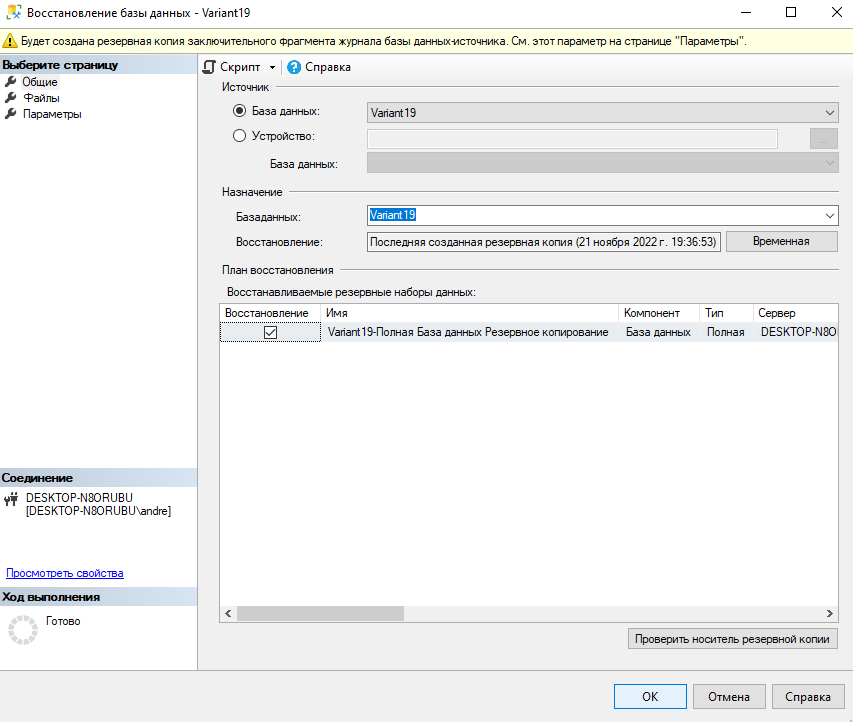 Восстановление базы данных - Variant19
Будет создана резервная копия заключительного фрагмента журнала базы данных-источника. См. этот параметр на странице "Параметры".
Выберите страницу
Общие
Файлы
Параметры
Скрипт
Справка
Источник
База данных:
Variant19
Устройство:
...
База данных:
Назначение
Базаданных:
Variant19
Восстановление:
Последняя созданная резервная копия (21 ноября 2022 г. 19:36:53)
Временная
План восстановления
Восстанавливаемые резервные наборы данных:
Восстановление Имя Компонент Тип Сервер
Variant19-Полная База данных Резервное копирование База данных Полная DESKTOP-N8O
Соединение
DESKTOP-N8ORUBU
[DESKTOP-N8ORUBU\andre]
Просмотреть свойства
Ход выполнения
Готово
Проверить носитель резервной копии
ОК
Отмена
Справка